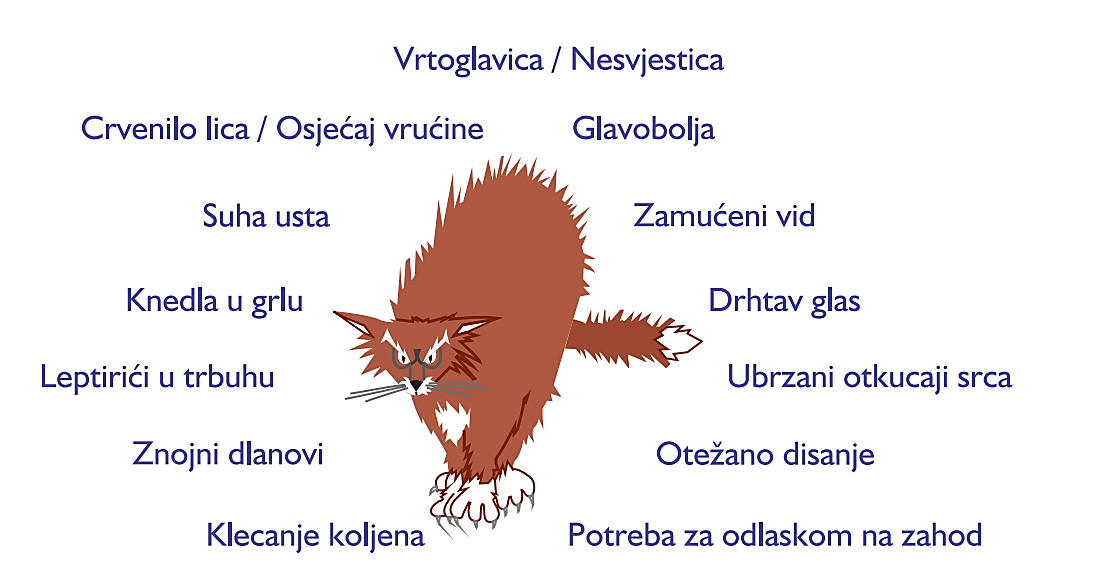 Vrtoglavica / Nesvjestica
Crvenilo lica / Osjećaj vrućine
Glavobolja
Suha usta
Zamućeni vid
Knedla u grlu
Drhtav glas
Leptirići u trbuhu
Ubrzani otkucaji srca
Znojni dlanovi
Otežano disanje
Klecanje koljena
Potreba za odlaskom na zahod